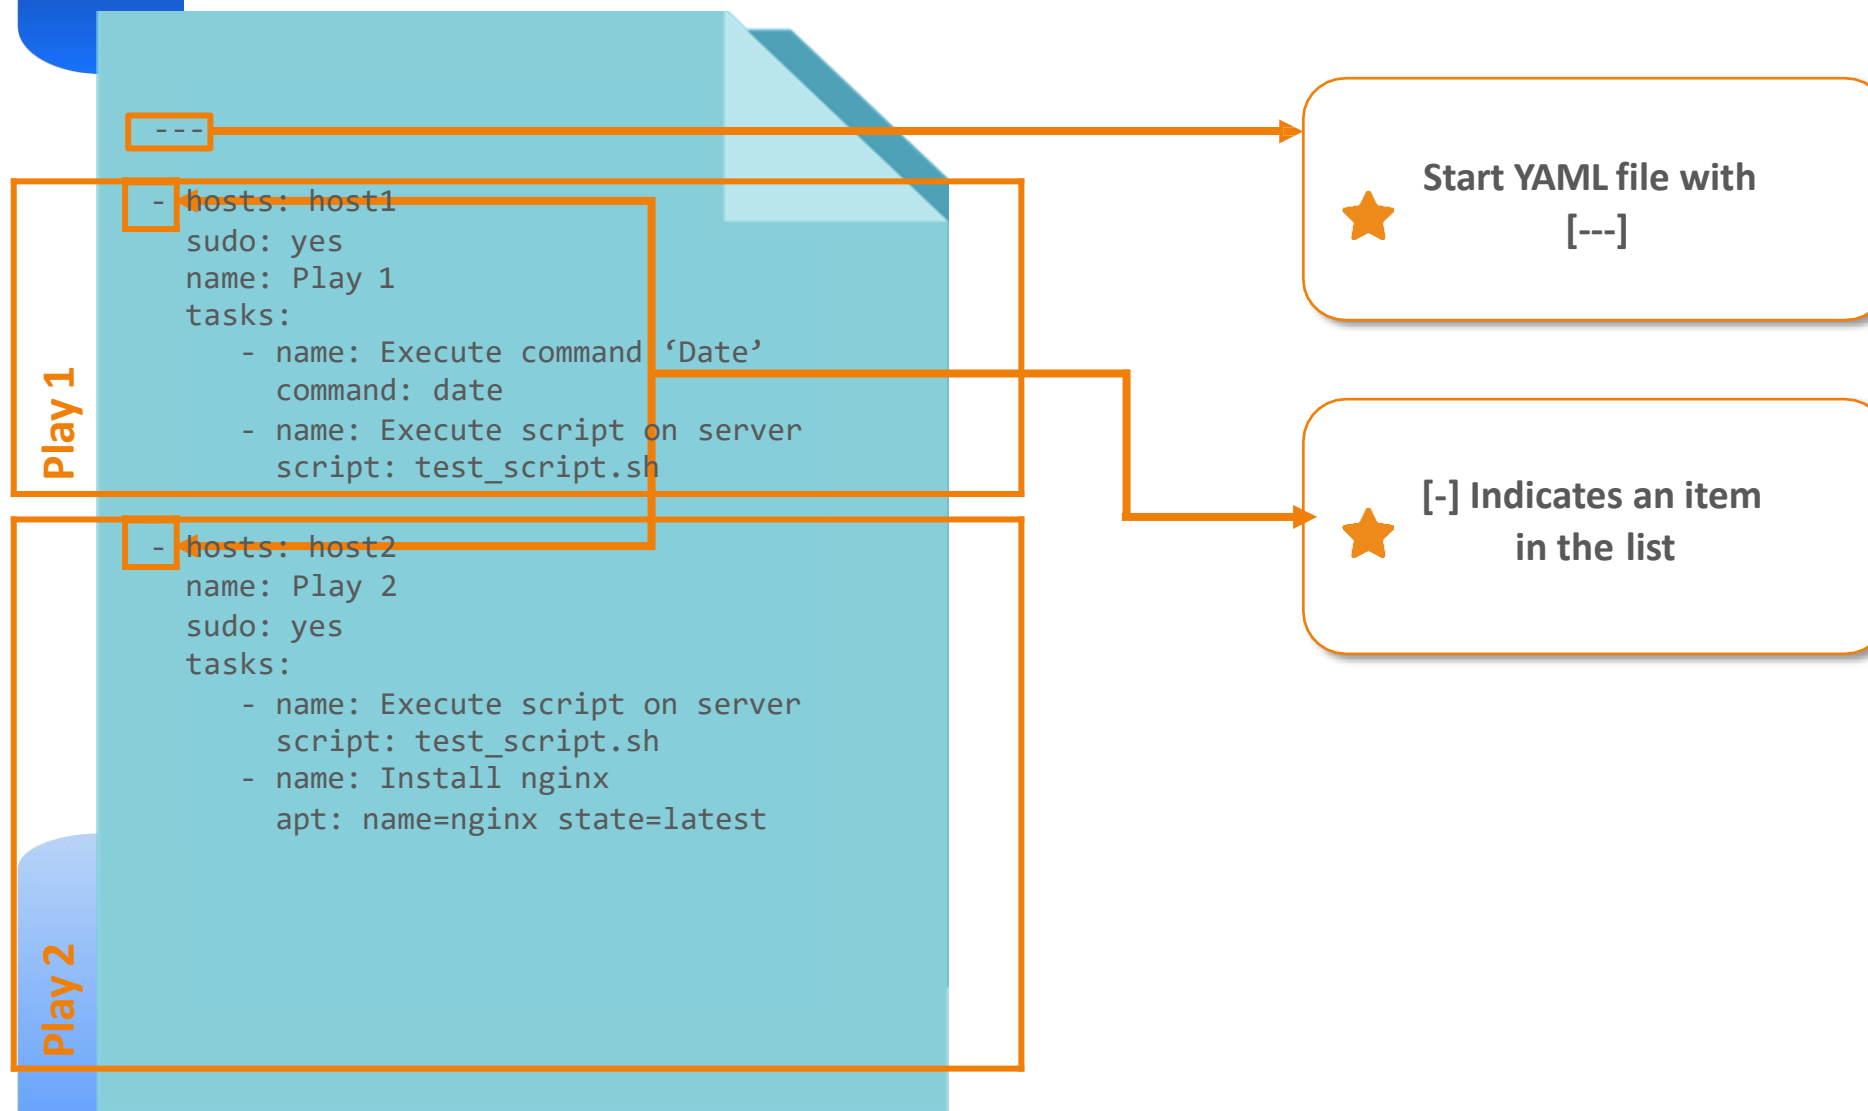 ---
- hosts: host1
sudo: yes
name: Play 1
tasks:
- name: Execute command ‘Date’
command: date
- name: Execute script on server
script: test_script.sh
Play 1
- hosts: host2
name: Play 2
sudo: yes
tasks:
- name: Execute script on server
script: test_script.sh
- name: Install nginx
apt: name=nginx state=latest
Play 2
Start YAML file with
[---]
[-] Indicates an item
in the list